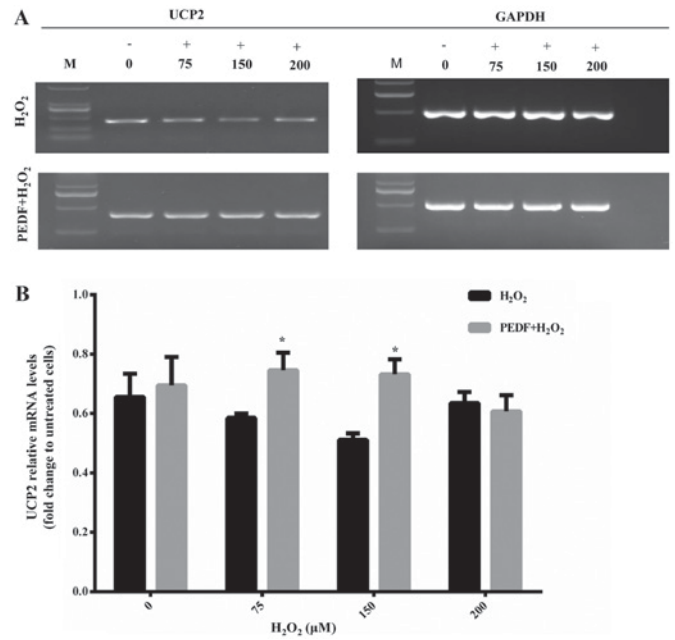 A
UCP2 GAPDH
- + + + - + + +
M 0 75 150 200 M 0 75 150 200
H₂O₂
PEDF+H₂O₂
B
H₂O₂
PEDF+H₂O₂
UCP2 relative mRNA levels
(fold change to untreated cells)
1.0
0.8
0.6
0.4
0.2
0.0
* *
0 75 150 200
H₂O₂ (μM)